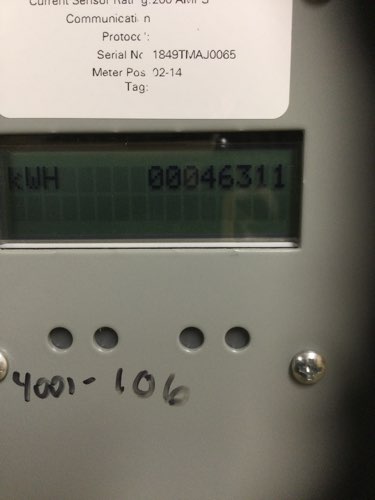 Current Sensor Rating: 200 AMPS
Communication
Protocol:
Serial No 1849TMAJ0065
Meter Pos 02-14
Tag:
kWH 00046311
4001-106